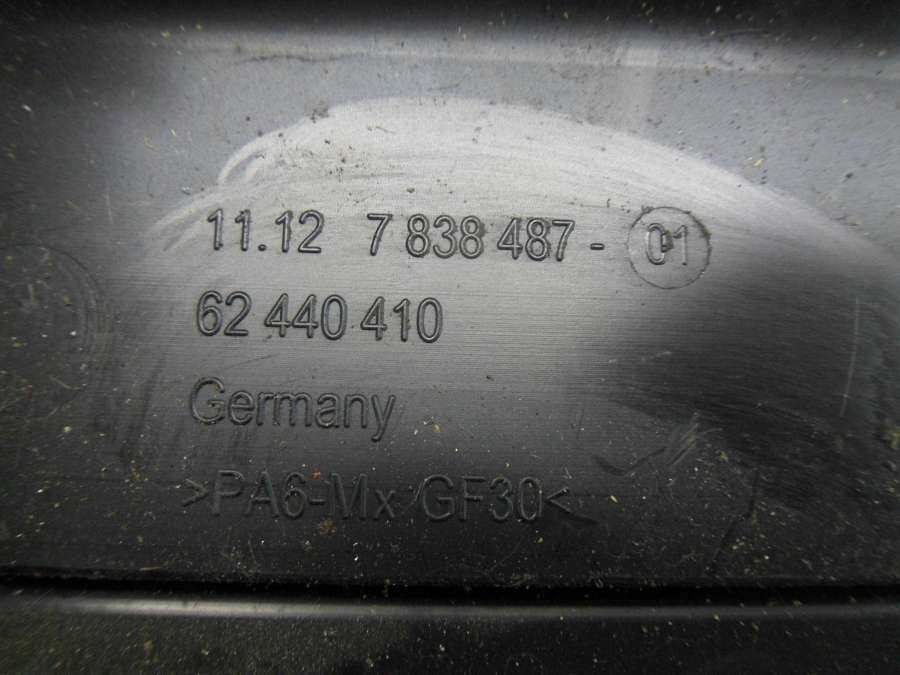 11.12 7 838 487 - 01
62 440 410
Germany
>PA6-Mx GF30<